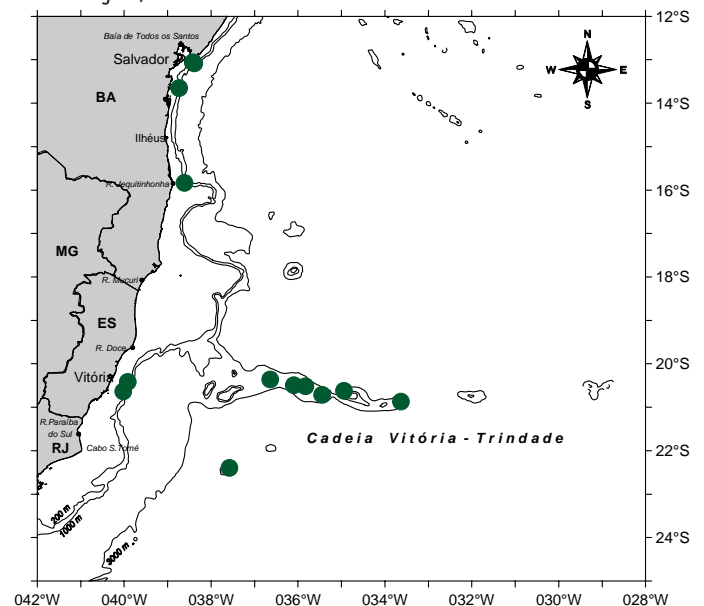 12°S
Baía de Todos os Santos
N
Salvador
W
E
S
BA
14°S
Ilhéus
R. Jequitinhonha
16°S
MG
R. Mucuri
18°S
ES
R. Doce
20°S
Vitória
R.Paraíba
do Sul
RJ
Cabo S.Tomé
Cadeia Vitória - Trindade
22°S
200 m
1000 m
3000 m
24°S
042°W 040°W 038°W 036°W 034°W 032°W 030°W 028°W